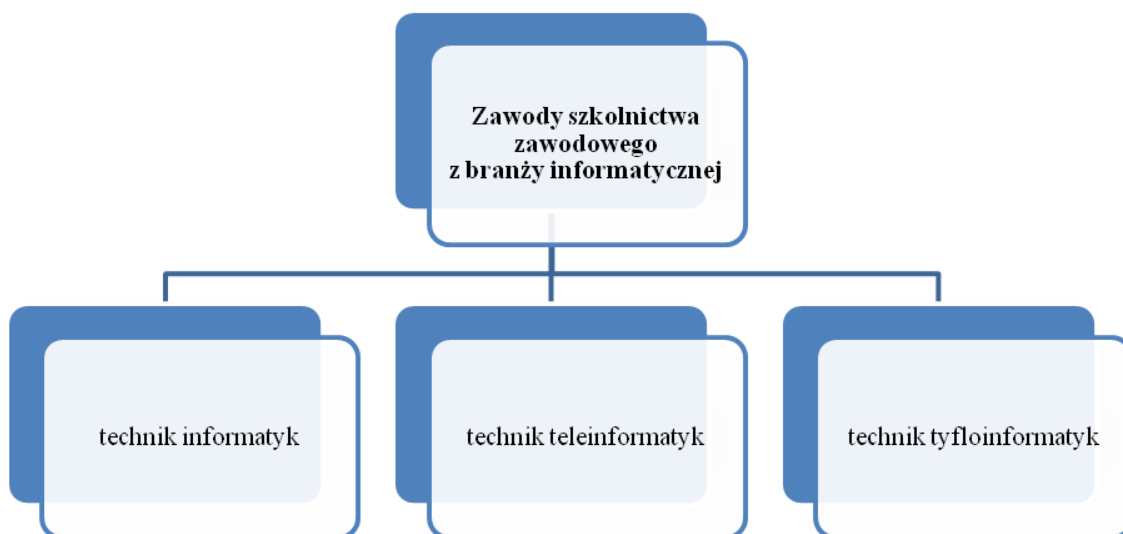 Zawody szkolnictwa
zawodowego
z branży informatycznej
technik informatyk
technik teleinformatyk
technik tyfloinformatyk